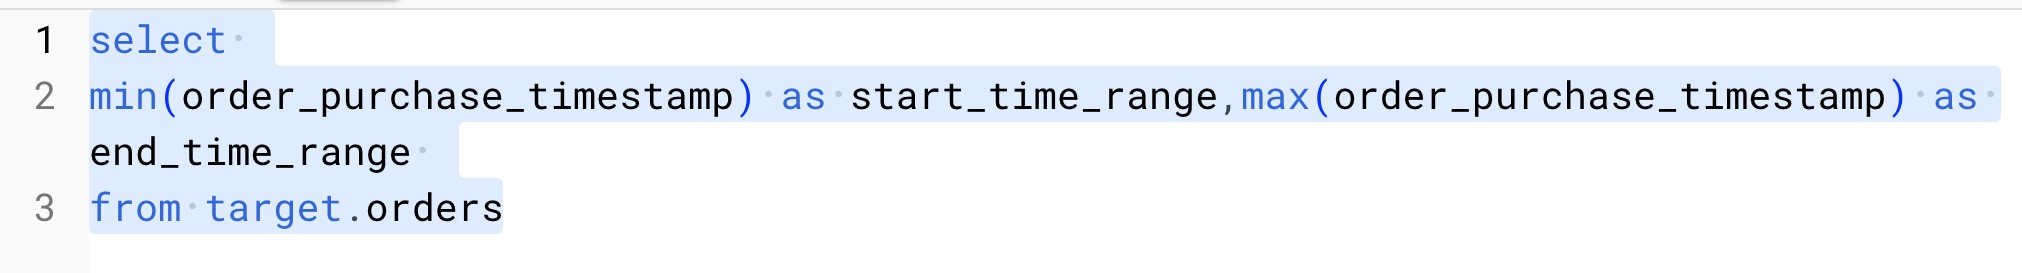 1 select
2 min(order_purchase_timestamp) as start_time_range,max(order_purchase_timestamp) as
end_time_range
3 from target.orders